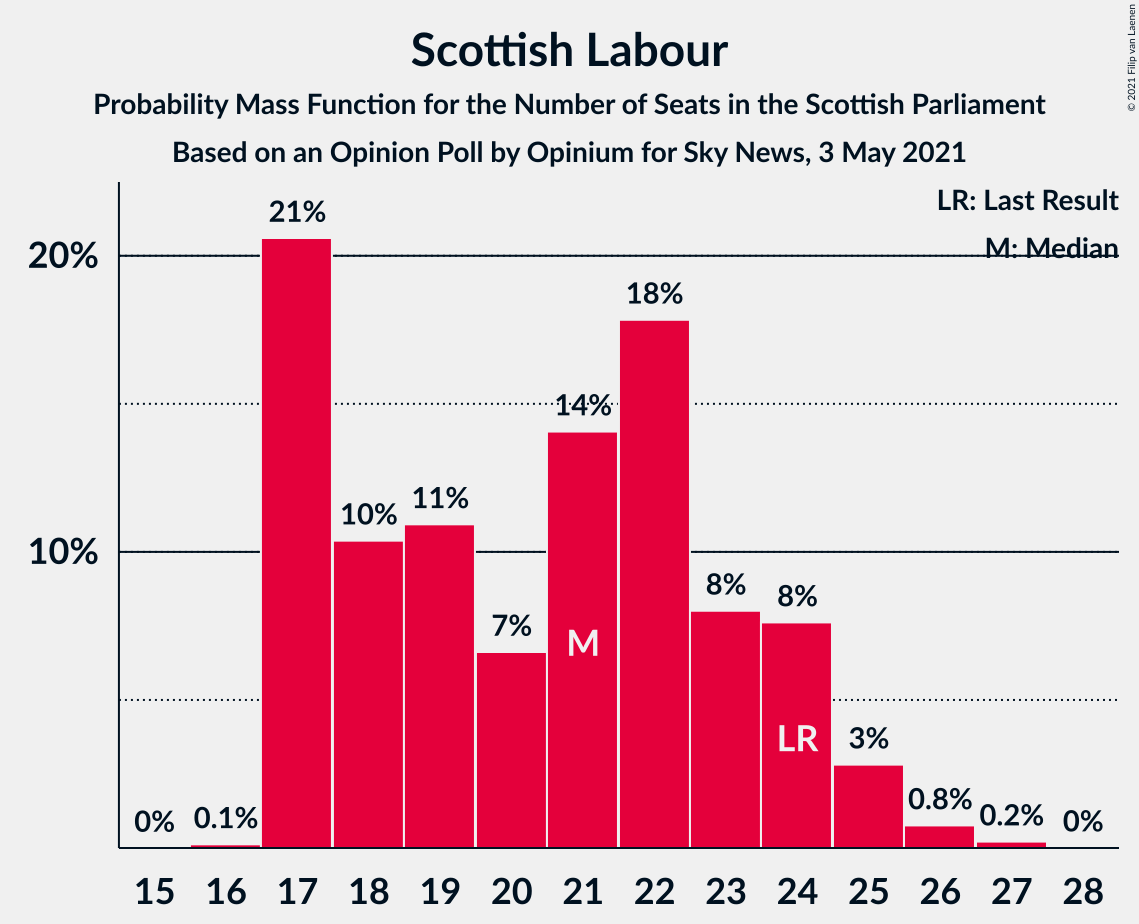 Scottish Labour
Probability Mass Function for the Number of Seats in the Scottish Parliament
Based on an Opinion Poll by Opinium for Sky News, 3 May 2021
© 2021 Filip van Laenen
LR: Last Result
M: Median
20%
10%
0%
0.1%
21%
10%
11%
7%
14%
18%
8%
8%
3%
0.8%
0.2%
0%
M
LR
15 16 17 18 19 20 21 22 23 24 25 26 27 28